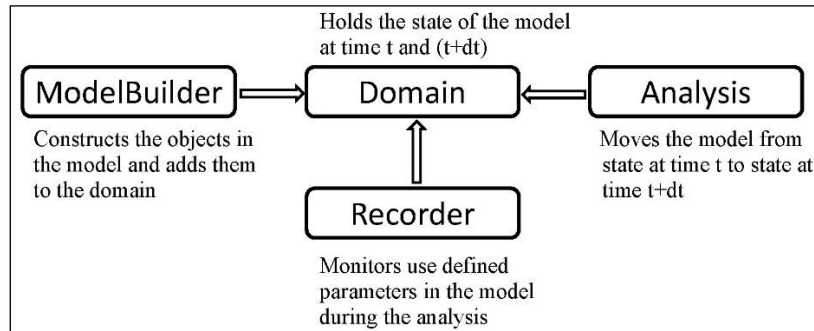 Holds the state of the model
at time t and (t+dt)
ModelBuilder
Domain
Analysis
Constructs the objects in
the model and adds them
to the domain
Moves the model from
state at time t to state at
time t+dt
Recorder
Monitors use defined
parameters in the model
during the analysis